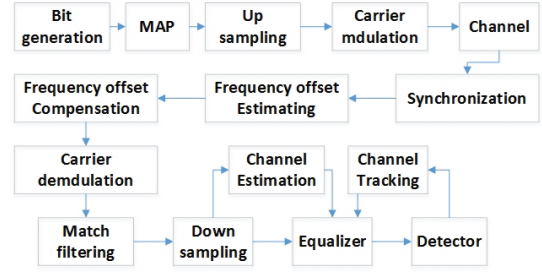 Bit
generation
MAP
Up
sampling
Carrier
mdulation
Channel
Frequency offset
Compensation
Frequency offset
Estimating
Synchronization
Carrier
demdulation
Channel
Estimation
Channel
Tracking
Match
filtering
Down
sampling
Equalizer
Detector